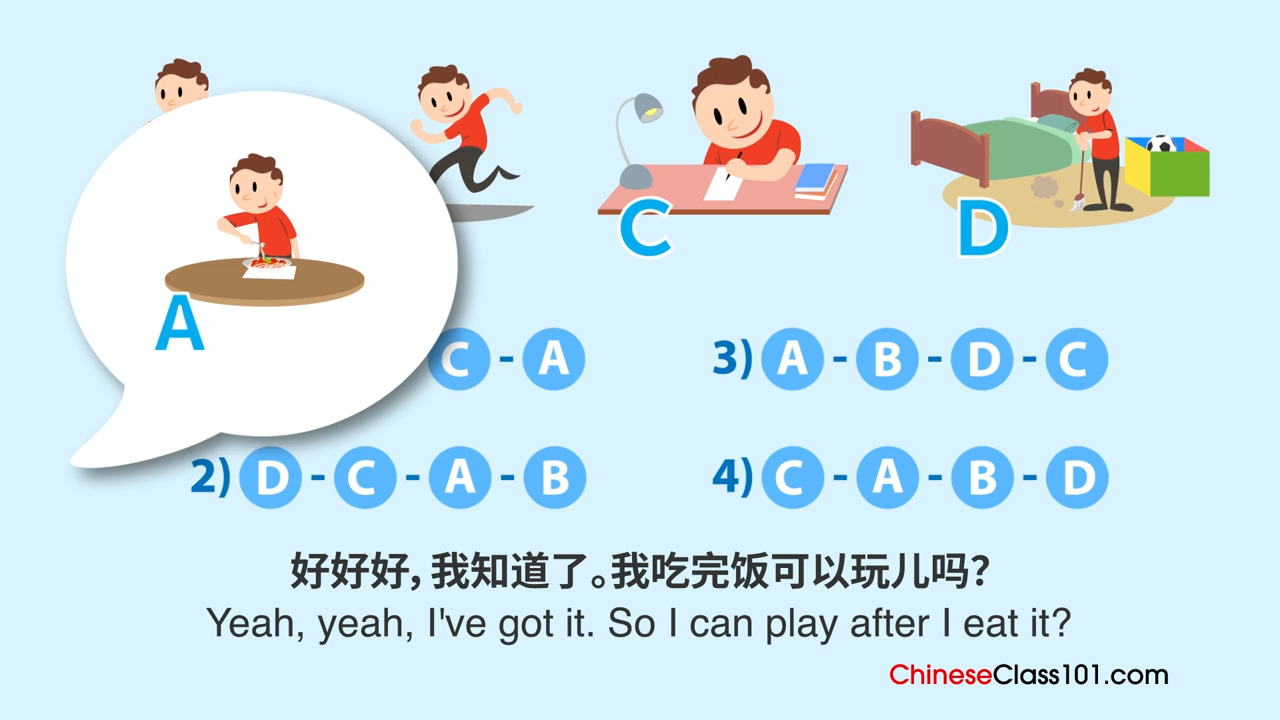 A
C
D
C - A
3) A - B - D - C
2) D - C - A - B
4) C - A - B - D
好好好，我知道了。我吃完饭可以玩儿吗？
Yeah, yeah, I've got it. So I can play after I eat it?
ChineseClass101.com